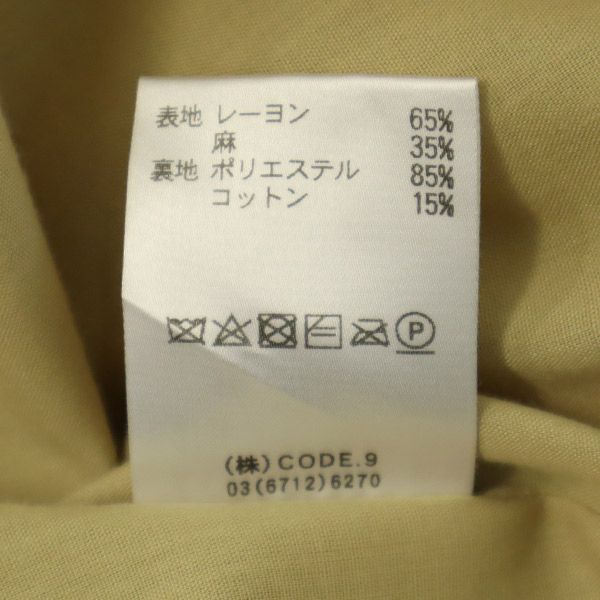 表地 レーヨン 65%
麻 35%
裏地 ポリエステル 85%
コットン 15%
P
(株)CODE.9
03(6712)6270